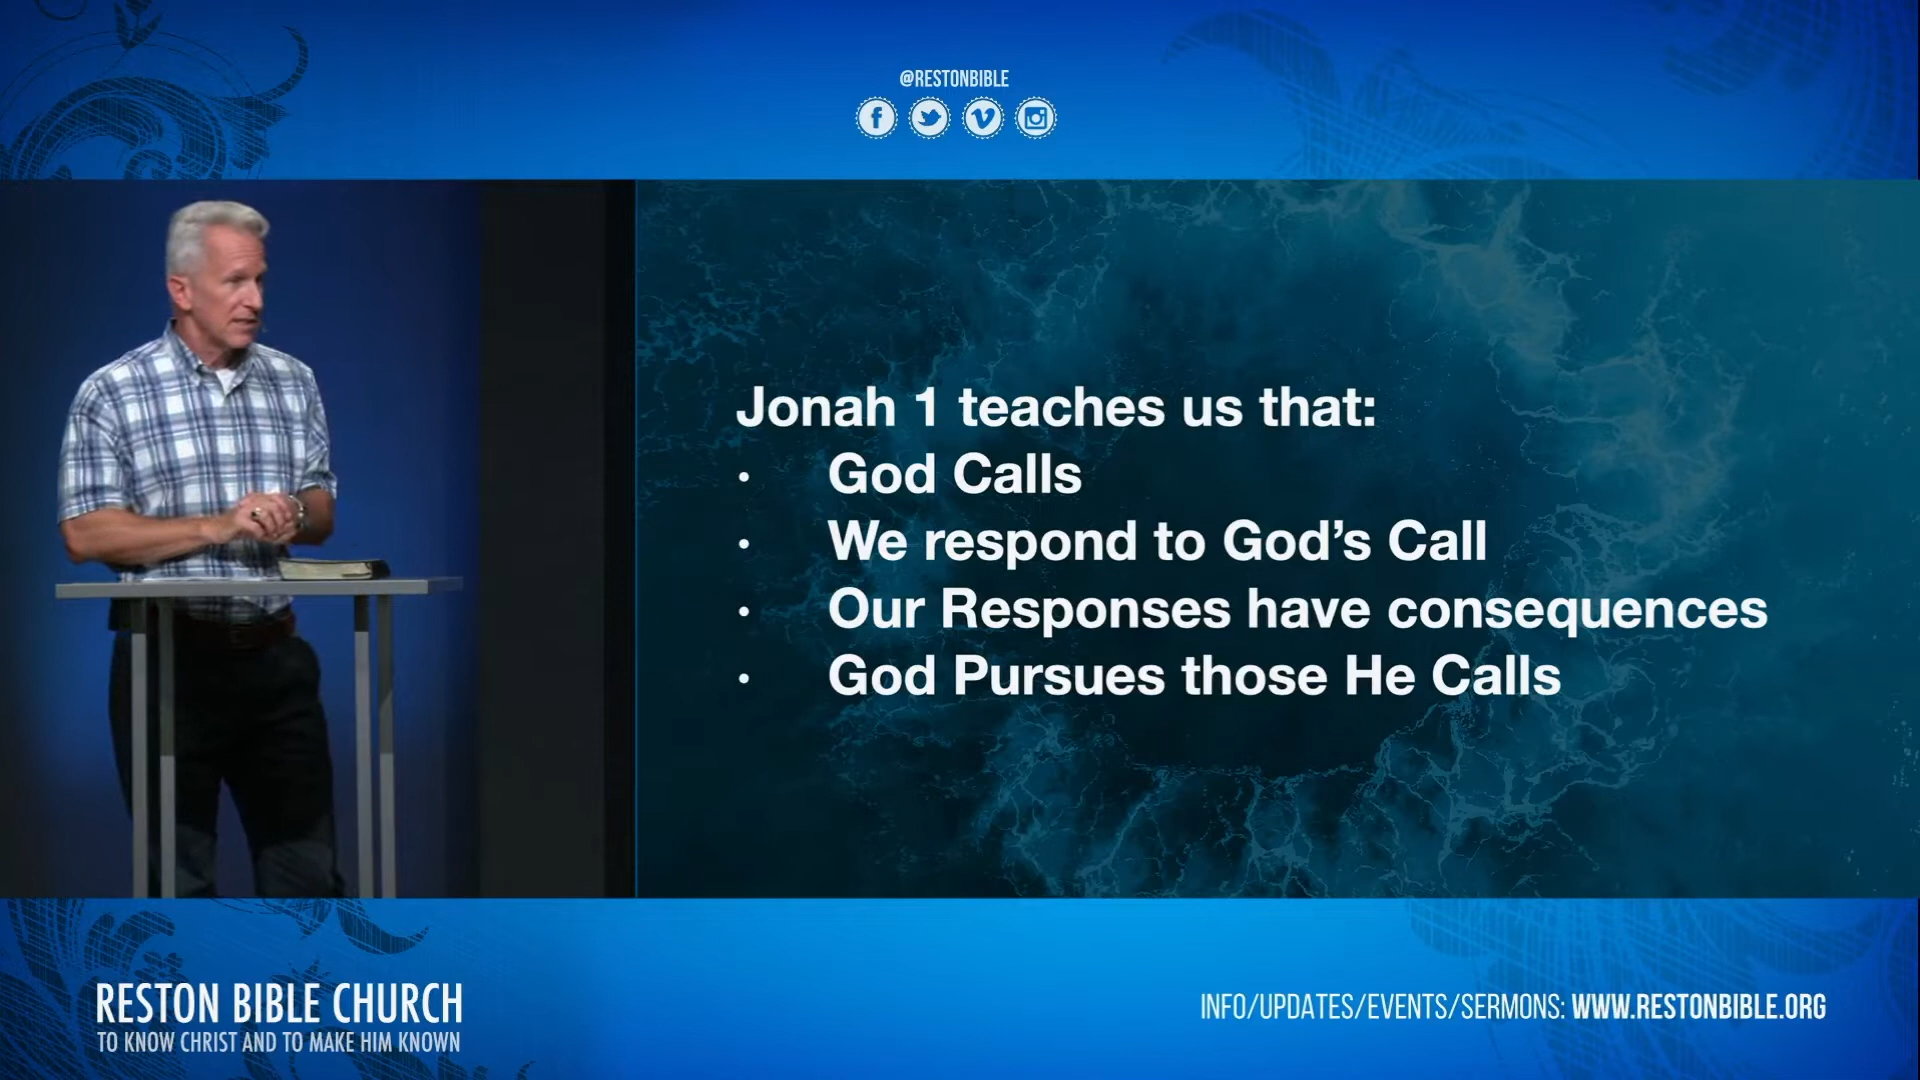 @RESTONBIBLE
Jonah 1 teaches us that:
• God Calls
• We respond to God’s Call
• Our Responses have consequences
• God Pursues those He Calls
RESTON BIBLE CHURCH
TO KNOW CHRIST AND TO MAKE HIM KNOWN
INFO/UPDATES/EVENTS/SERMONS: WWW.RESTONBIBLE.ORG